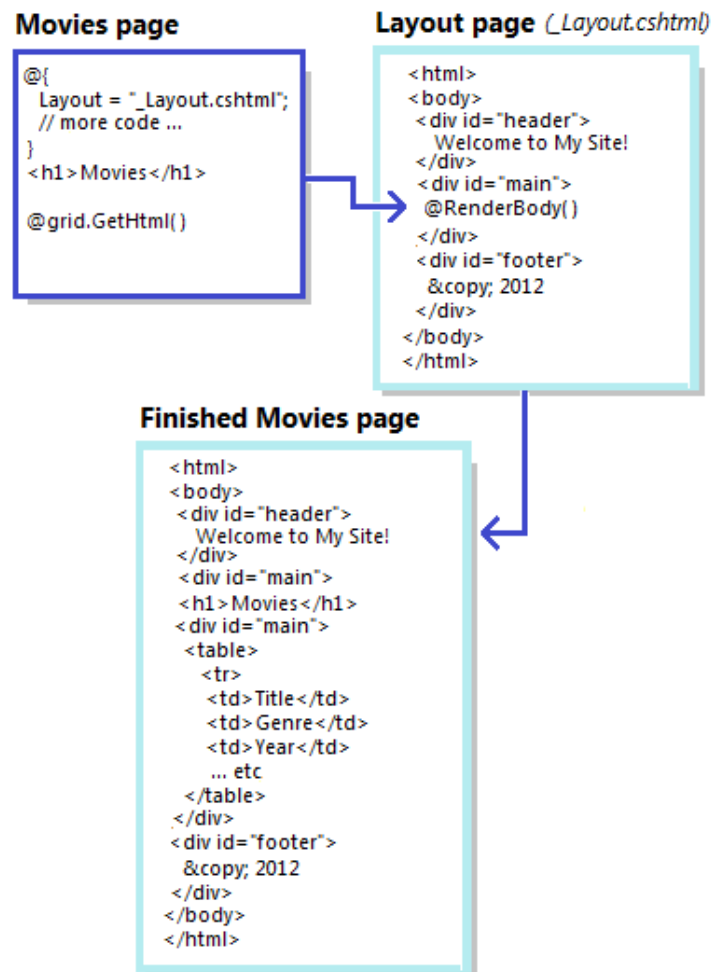 Movies page
@{
Layout = "_Layout.cshtml";
// more code ...
}
<h1>Movies</h1>
@grid.GetHtml()
Layout page (_Layout.cshtml)
<html>
<body>
<div id="header">
Welcome to My Site!
</div>
<div id="main">
@RenderBody()
</div>
<div id="footer">
&copy; 2012
</div>
</body>
</html>
Finished Movies page
<html>
<body>
<div id="header">
Welcome to My Site!
</div>
<div id="main">
<h1>Movies</h1>
<div id="main">
<table>
<tr>
<td>Title</td>
<td>Genre</td>
<td>Year</td>
... etc
</table>
</div>
<div id="footer">
&copy; 2012
</div>
</body>
</html>